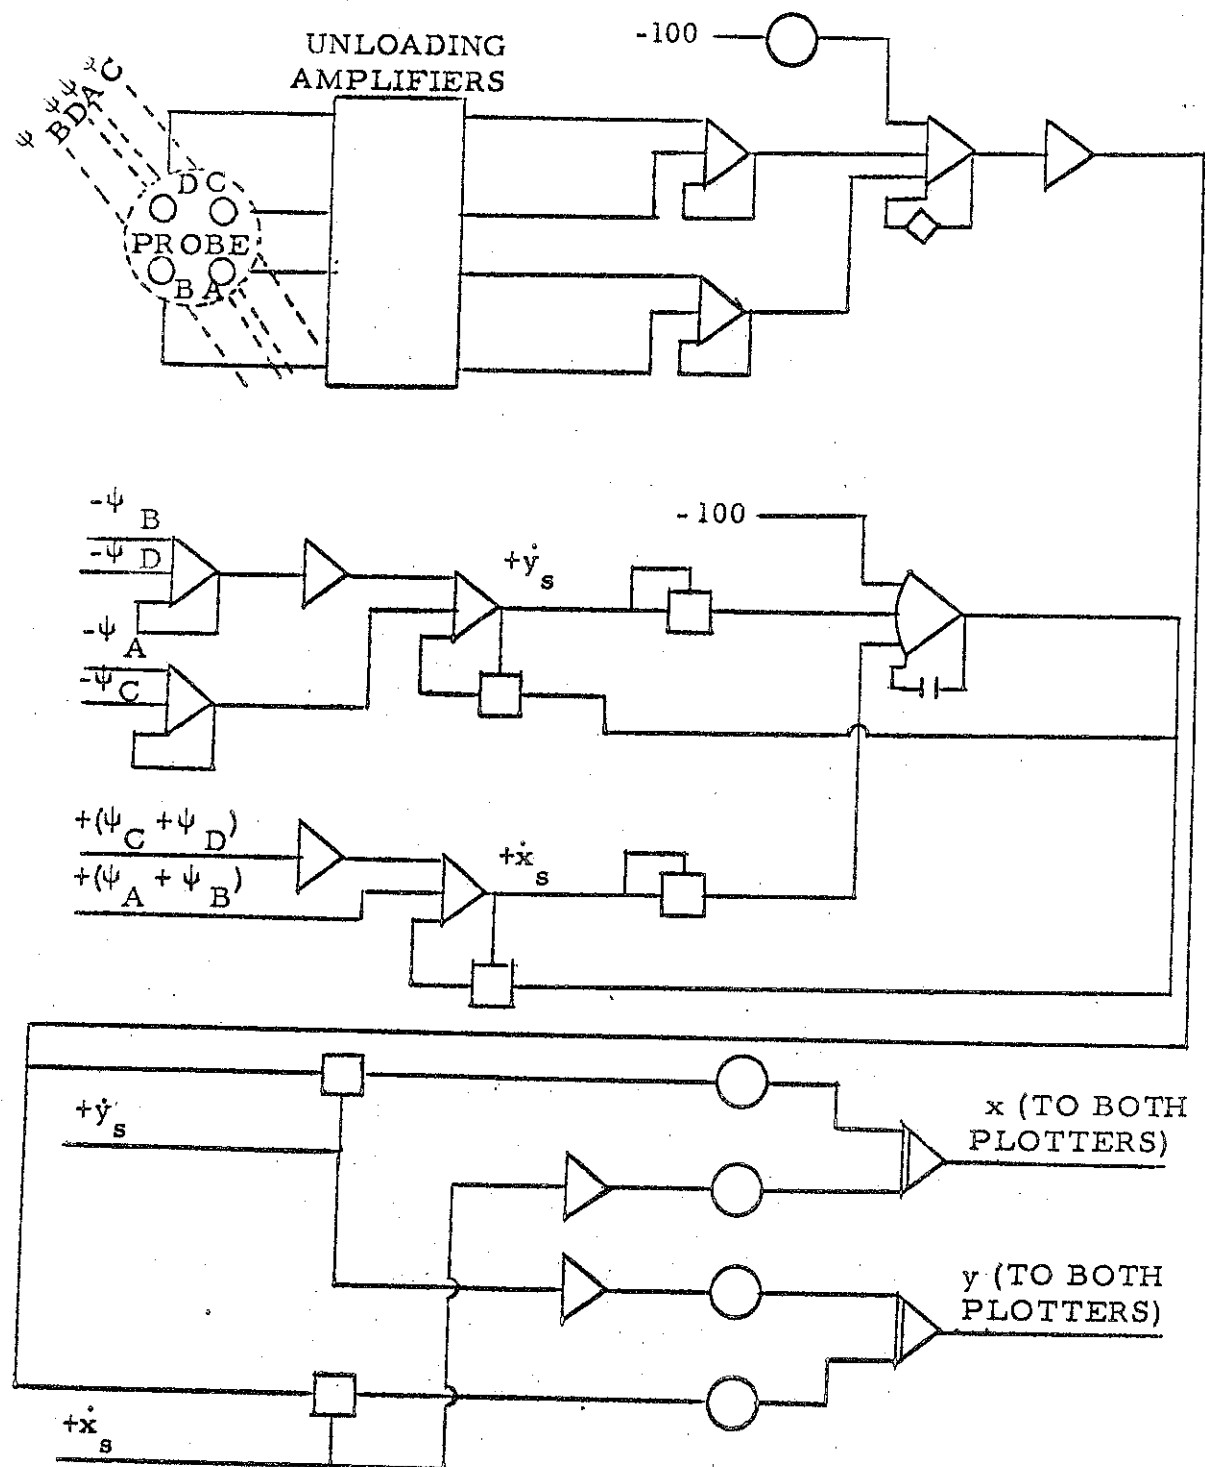 UNLOADING
AMPLIFIERS
-100
ψ B ψ D ψ A ψ C
D C
PROBE
B A
-ψ B
-ψ D
-ψ A
-ψ C
-100
+ẏ s
+(ψ C +ψ D)
+(ψ A + ψ B)
+ẋ s
+ẏ s
x (TO BOTH
PLOTTERS)
y (TO BOTH
PLOTTERS)
+ẋ s